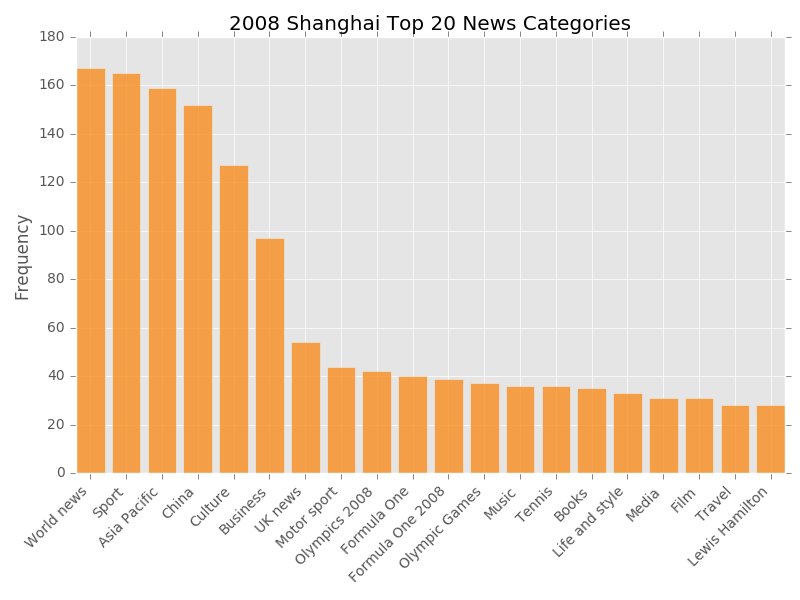 2008 Shanghai Top 20 News Categories
180
160
140
120
100
80
60
40
20
0
Frequency
World news
Sport
Asia Pacific
China
Culture
Business
UK news
Motor sport
Olympics 2008
Formula One
Formula One 2008
Olympic Games
Music
Tennis
Books
Life and style
Media
Film
Travel
Lewis Hamilton